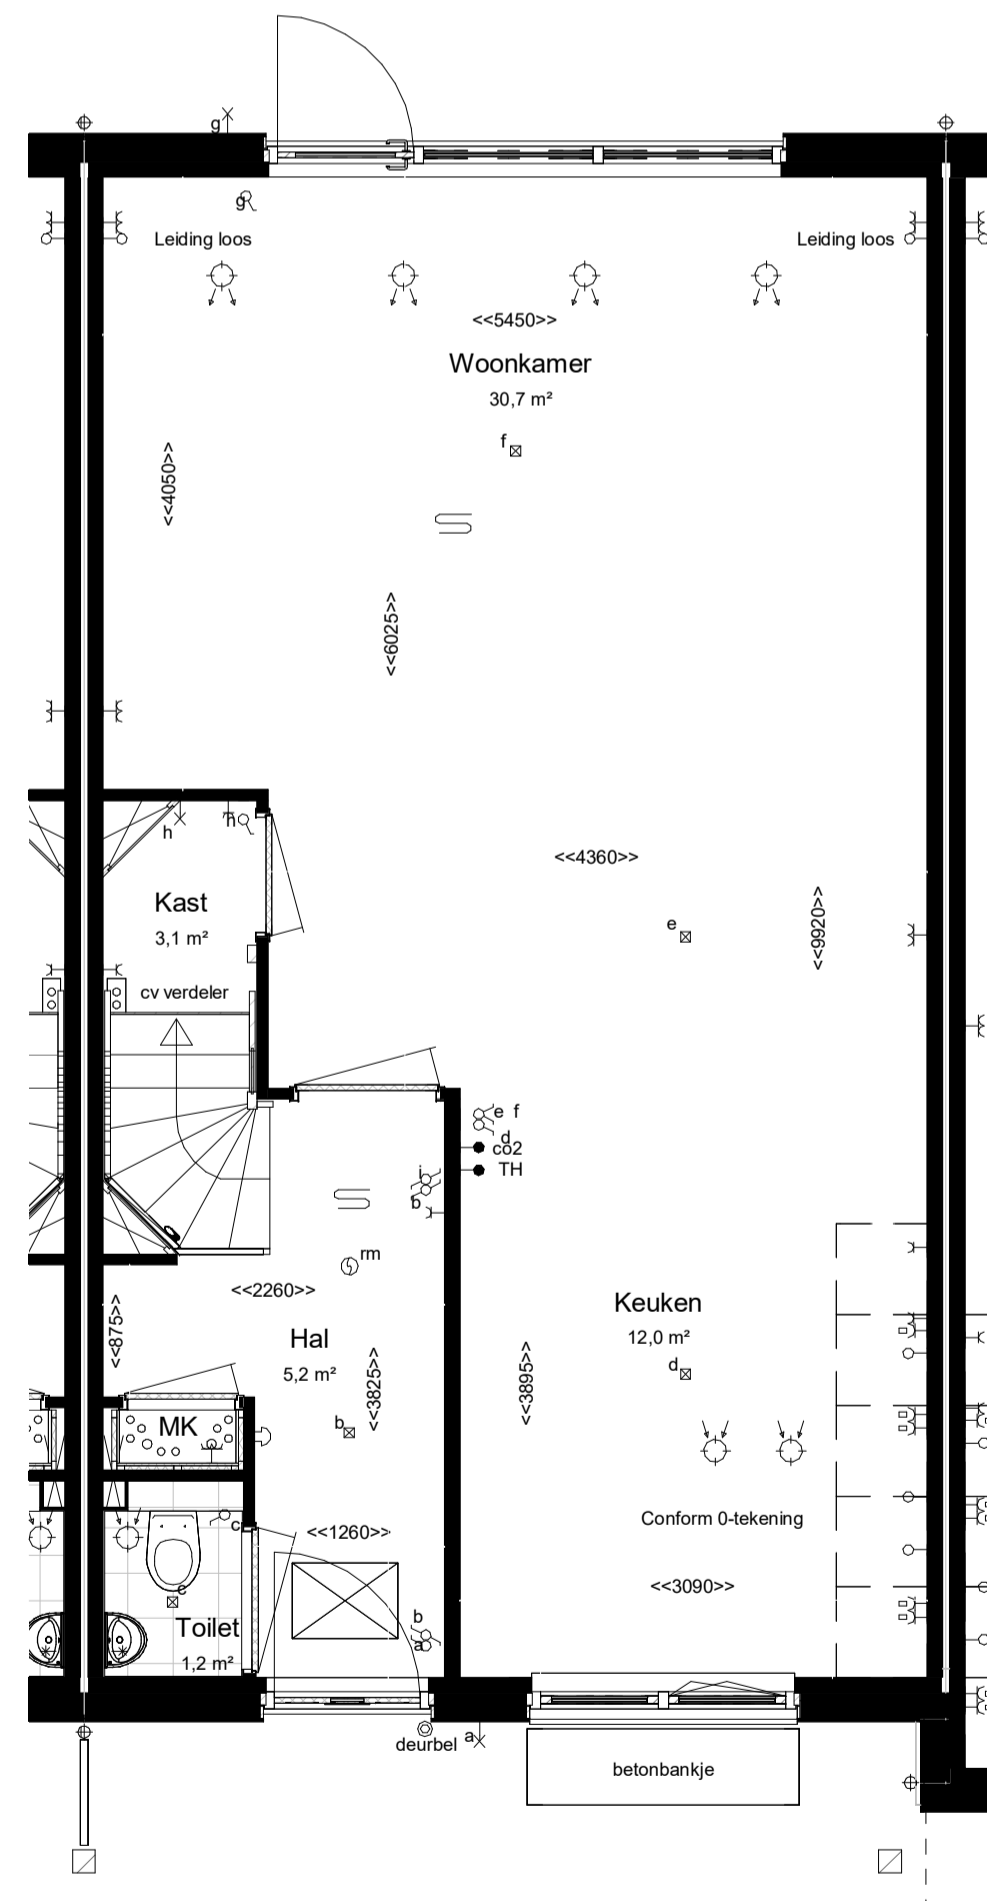 g
g
Leiding loos
Leiding loos
<<5450>>
Woonkamer
30,7 m²
f
<<4050>>
<<6025>>
h
h
<<4360>>
Kast
3,1 m²
e
<<9920>>
cv verdeler
e f
d
co2
TH
i
b
rm
<<2260>>
<<875>>
Hal
5,2 m²
<<3825>>
Keuken
12,0 m²
d
<<3895>>
MK
b
c
<<1260>>
Conform 0-tekening
c
<<3090>>
Toilet
1,2 m²
b
a
deurbel
a
betonbankje